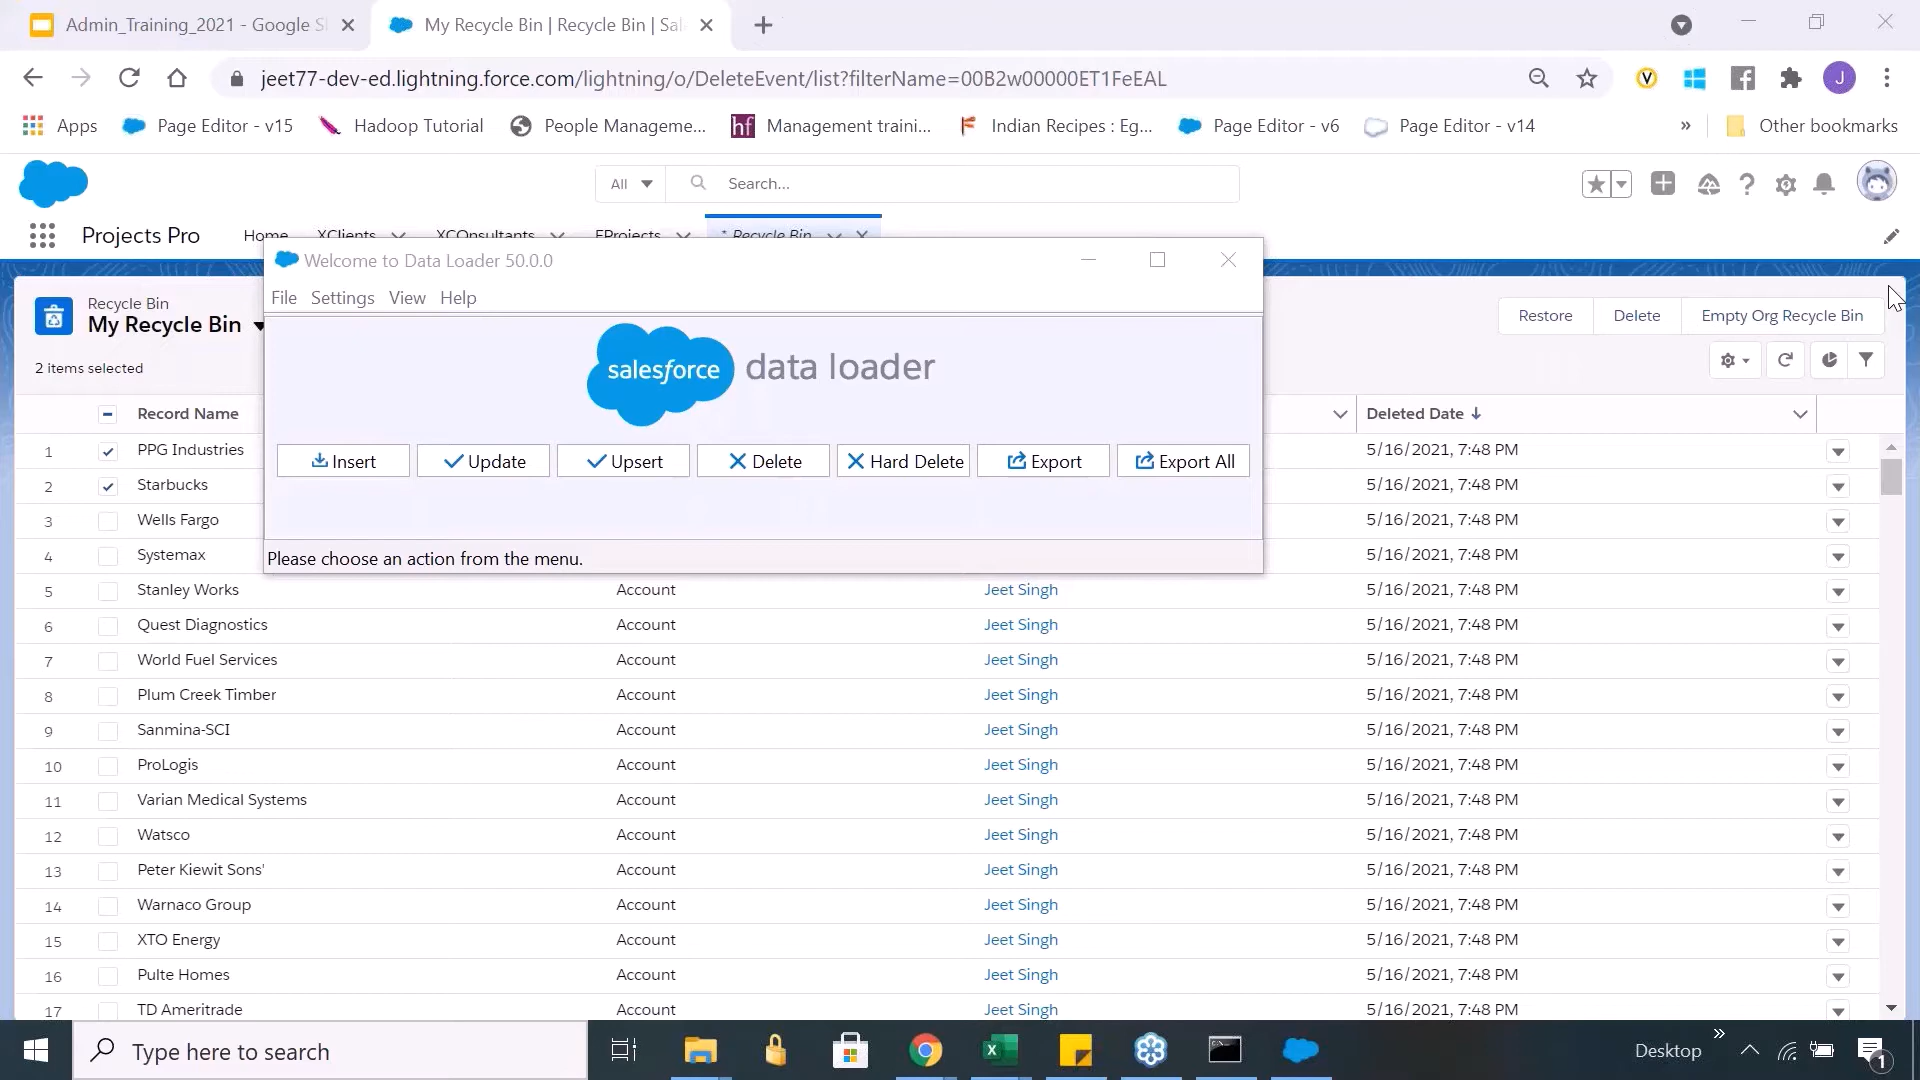 Admin_Training_2021 - Google Sl
My Recycle Bin | Recycle Bin | Sal
jeet77-dev-ed.lightning.force.com/lightning/o/DeleteEvent/list?filterName=00B2w00000ET1FeEAL
J
Apps
Page Editor - v15
Hadoop Tutorial
People Manageme...
hf
Management traini...
Indian Recipes : Eg...
Page Editor - v6
Page Editor - v14
»
Other bookmarks
All
Search...
Projects Pro
Home
XClients
XConsultants
EProjects
* Recycle Bin
Welcome to Data Loader 50.0.0
File Settings View Help
salesforce data loader
Insert
Update
Upsert
Delete
Hard Delete
Export
Export All
Please choose an action from the menu.
Recycle Bin
My Recycle Bin
2 items selected
Restore
Delete
Empty Org Recycle Bin
Record Name
Deleted Date
1 PPG Industries 5/16/2021, 7:48 PM
2 Starbucks 5/16/2021, 7:48 PM
3 Wells Fargo 5/16/2021, 7:48 PM
4 Systemax 5/16/2021, 7:48 PM
5 Stanley Works Account Jeet Singh 5/16/2021, 7:48 PM
6 Quest Diagnostics Account Jeet Singh 5/16/2021, 7:48 PM
7 World Fuel Services Account Jeet Singh 5/16/2021, 7:48 PM
8 Plum Creek Timber Account Jeet Singh 5/16/2021, 7:48 PM
9 Sanmina-SCI Account Jeet Singh 5/16/2021, 7:48 PM
10 ProLogis Account Jeet Singh 5/16/2021, 7:48 PM
11 Varian Medical Systems Account Jeet Singh 5/16/2021, 7:48 PM
12 Watsco Account Jeet Singh 5/16/2021, 7:48 PM
13 Peter Kiewit Sons' Account Jeet Singh 5/16/2021, 7:48 PM
14 Warnaco Group Account Jeet Singh 5/16/2021, 7:48 PM
15 XTO Energy Account Jeet Singh 5/16/2021, 7:48 PM
16 Pulte Homes Account Jeet Singh 5/16/2021, 7:48 PM
17 TD Ameritrade Account Jeet Singh 5/16/2021, 7:48 PM
Type here to search
Desktop
1